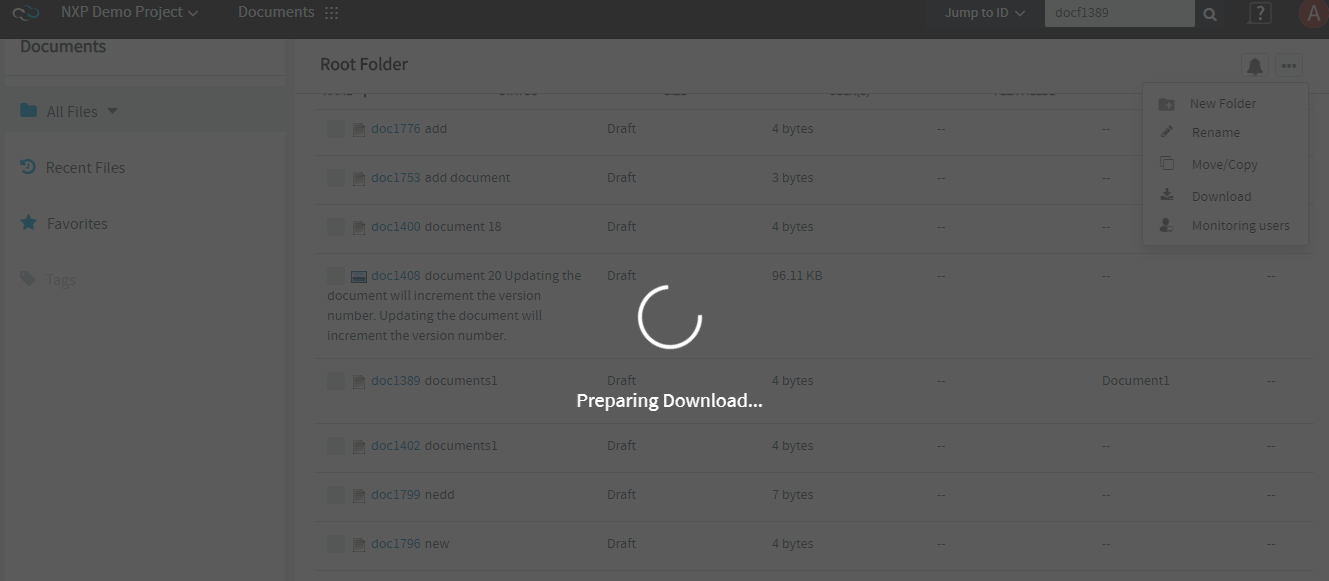 NXP Demo Project
Documents
Jump to ID
docf1389
?
A
Documents
All Files
Recent Files
Favorites
Tags
Root Folder
New Folder
Rename
Move/Copy
Download
Monitoring users
doc1776 add Draft 4 bytes -- --
doc1753 add document Draft 3 bytes -- --
doc1400 document 18 Draft 4 bytes -- --
doc1408 document 20 Updating the Draft 96.11 KB -- -- --
document will increment the version
number. Updating the document will
increment the version number.
doc1389 documents1 Draft 4 bytes -- Document1 --
Preparing Download...
doc1402 documents1 Draft 4 bytes -- -- --
doc1799 nedd Draft 7 bytes -- -- --
doc1796 new Draft 4 bytes -- -- --